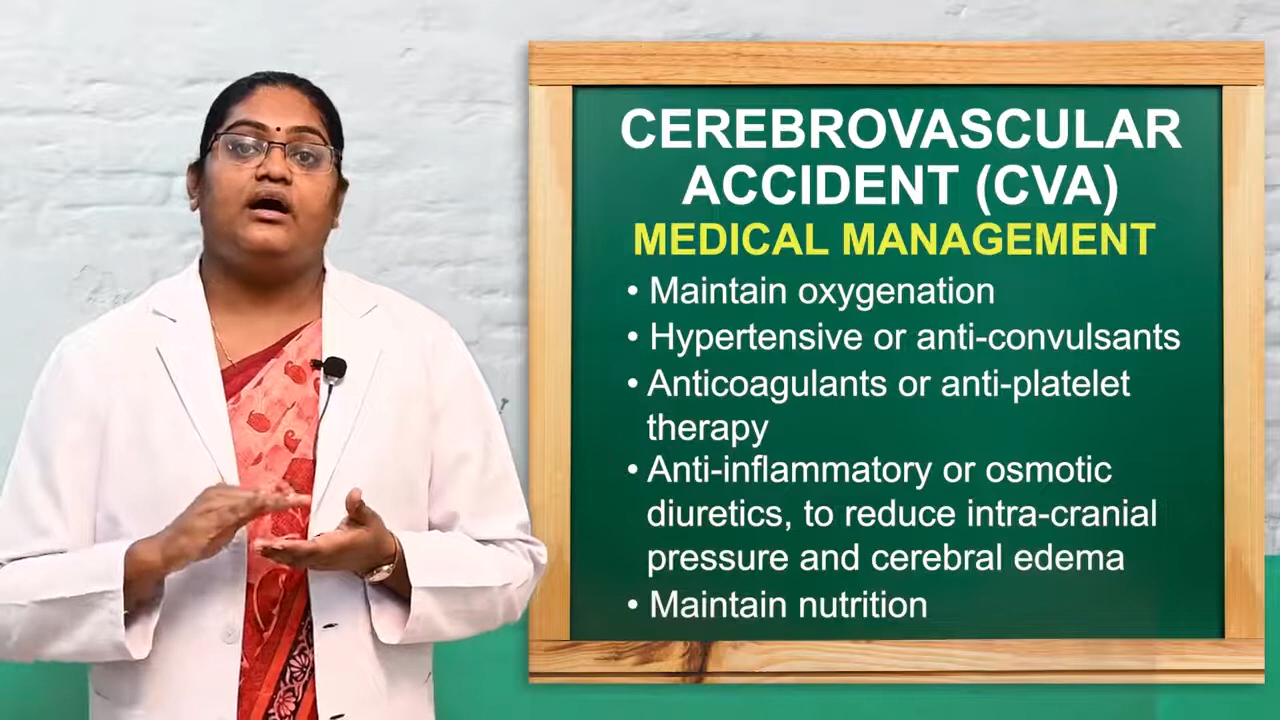 CEREBROVASCULAR
ACCIDENT (CVA)
MEDICAL MANAGEMENT
• Maintain oxygenation
• Hypertensive or anti-convulsants
• Anticoagulants or anti-platelet
therapy
• Anti-inflammatory or osmotic
diuretics, to reduce intra-cranial
pressure and cerebral edema
• Maintain nutrition